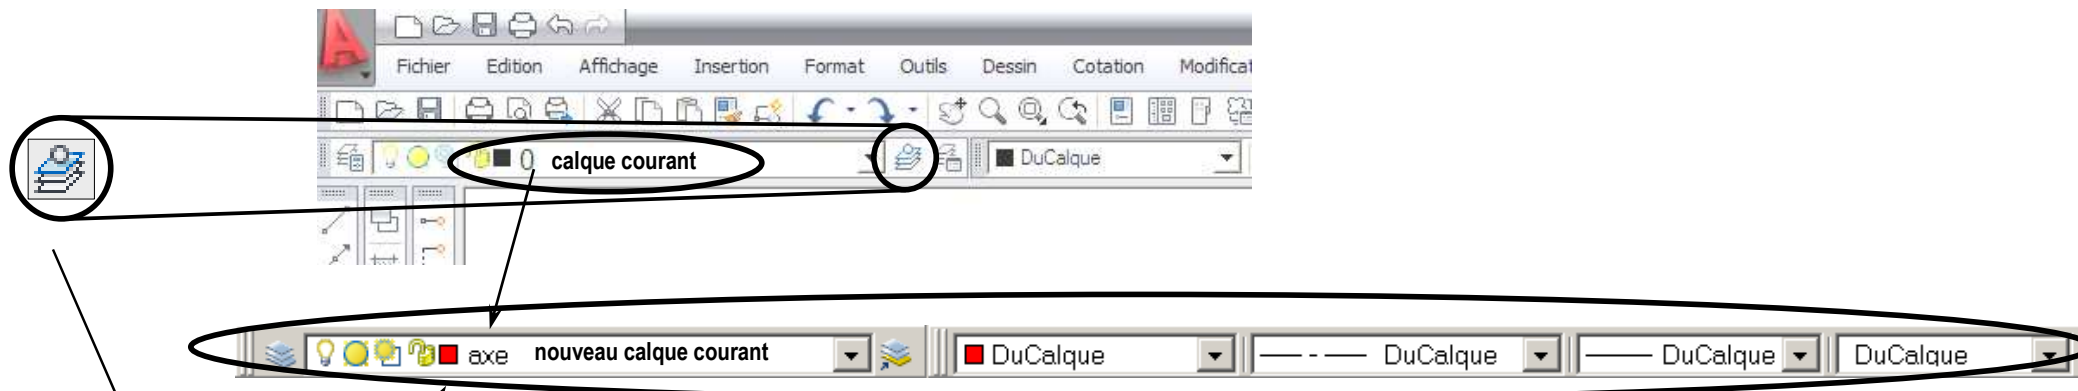 Fichier Edition Affichage Insertion Format Outils Dessin Cotation Modificat
0 calque courant DuCalque
axe nouveau calque courant DuCalque DuCalque DuCalque DuCalque